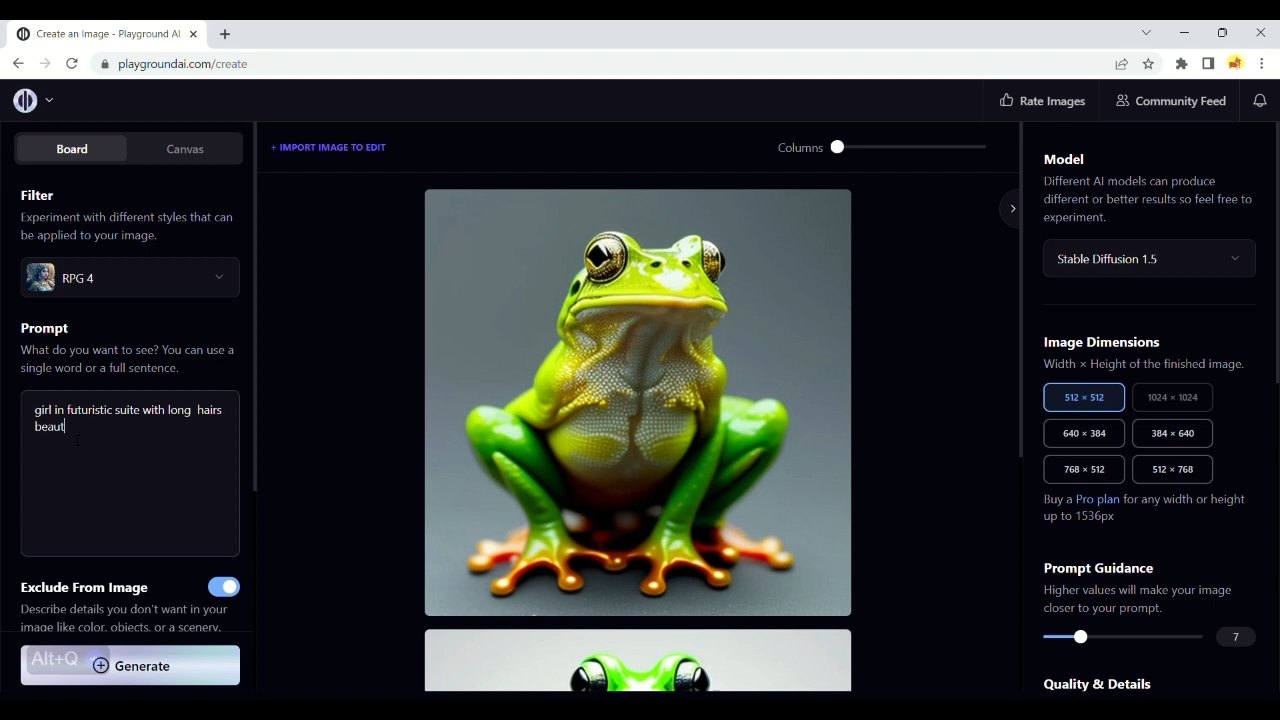 Create an Image - Playground AI
playgroundai.com/create
Rate Images
Community Feed
Board
Canvas
+ IMPORT IMAGE TO EDIT
Columns
Filter
Experiment with different styles that can
be applied to your image.
RPG 4
Prompt
What do you want to see? You can use a
single word or a full sentence.
girl in futuristic suite with long  hairs
beaut
Exclude From Image
Describe details you don't want in your
image like color, objects, or a scenery.
Alt+Q
Generate
Model
Different AI models can produce
different or better results so feel free to
experiment.
Stable Diffusion 1.5
Image Dimensions
Width × Height of the finished image.
512 × 512
1024 × 1024
640 × 384
384 × 640
768 × 512
512 × 768
Buy a Pro plan for any width or height
up to 1536px
Prompt Guidance
Higher values will make your image
closer to your prompt.
7
Quality & Details